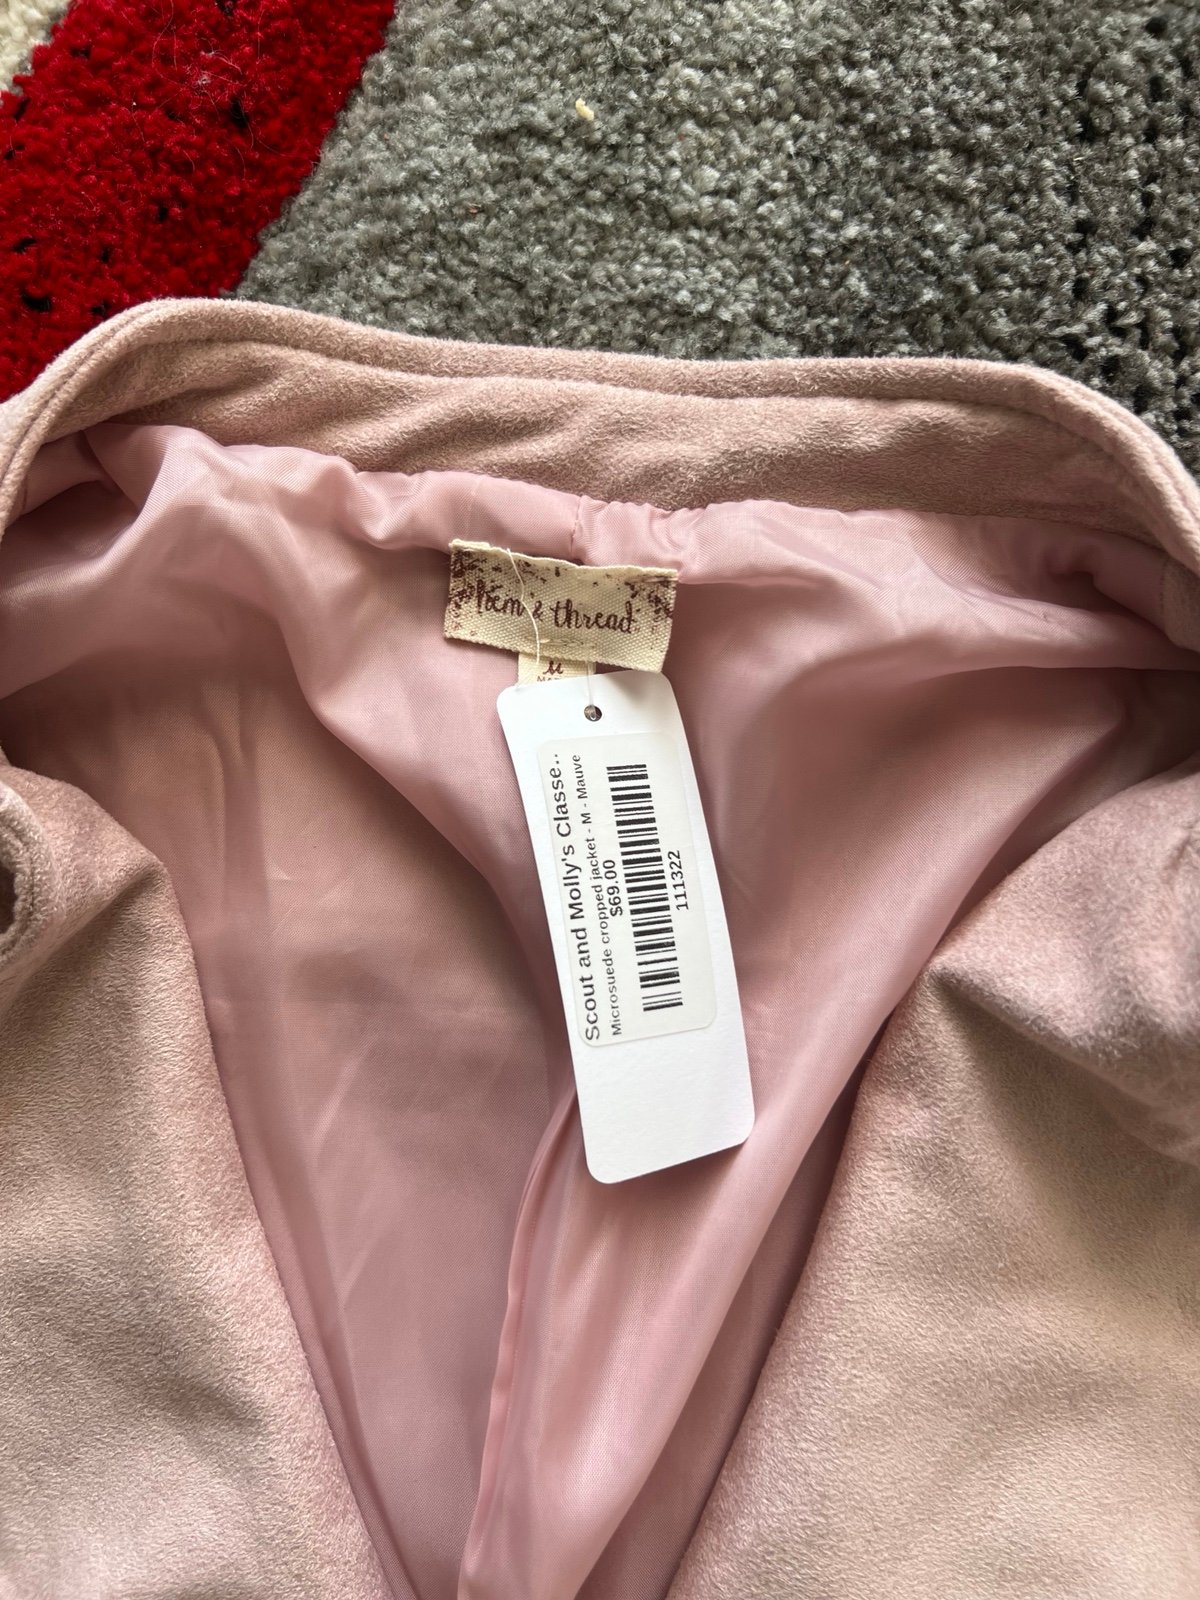 hem & thread
M
Scout and Molly's Classe..
Microsuede cropped jacket - M - Mauve
$69.00
111322